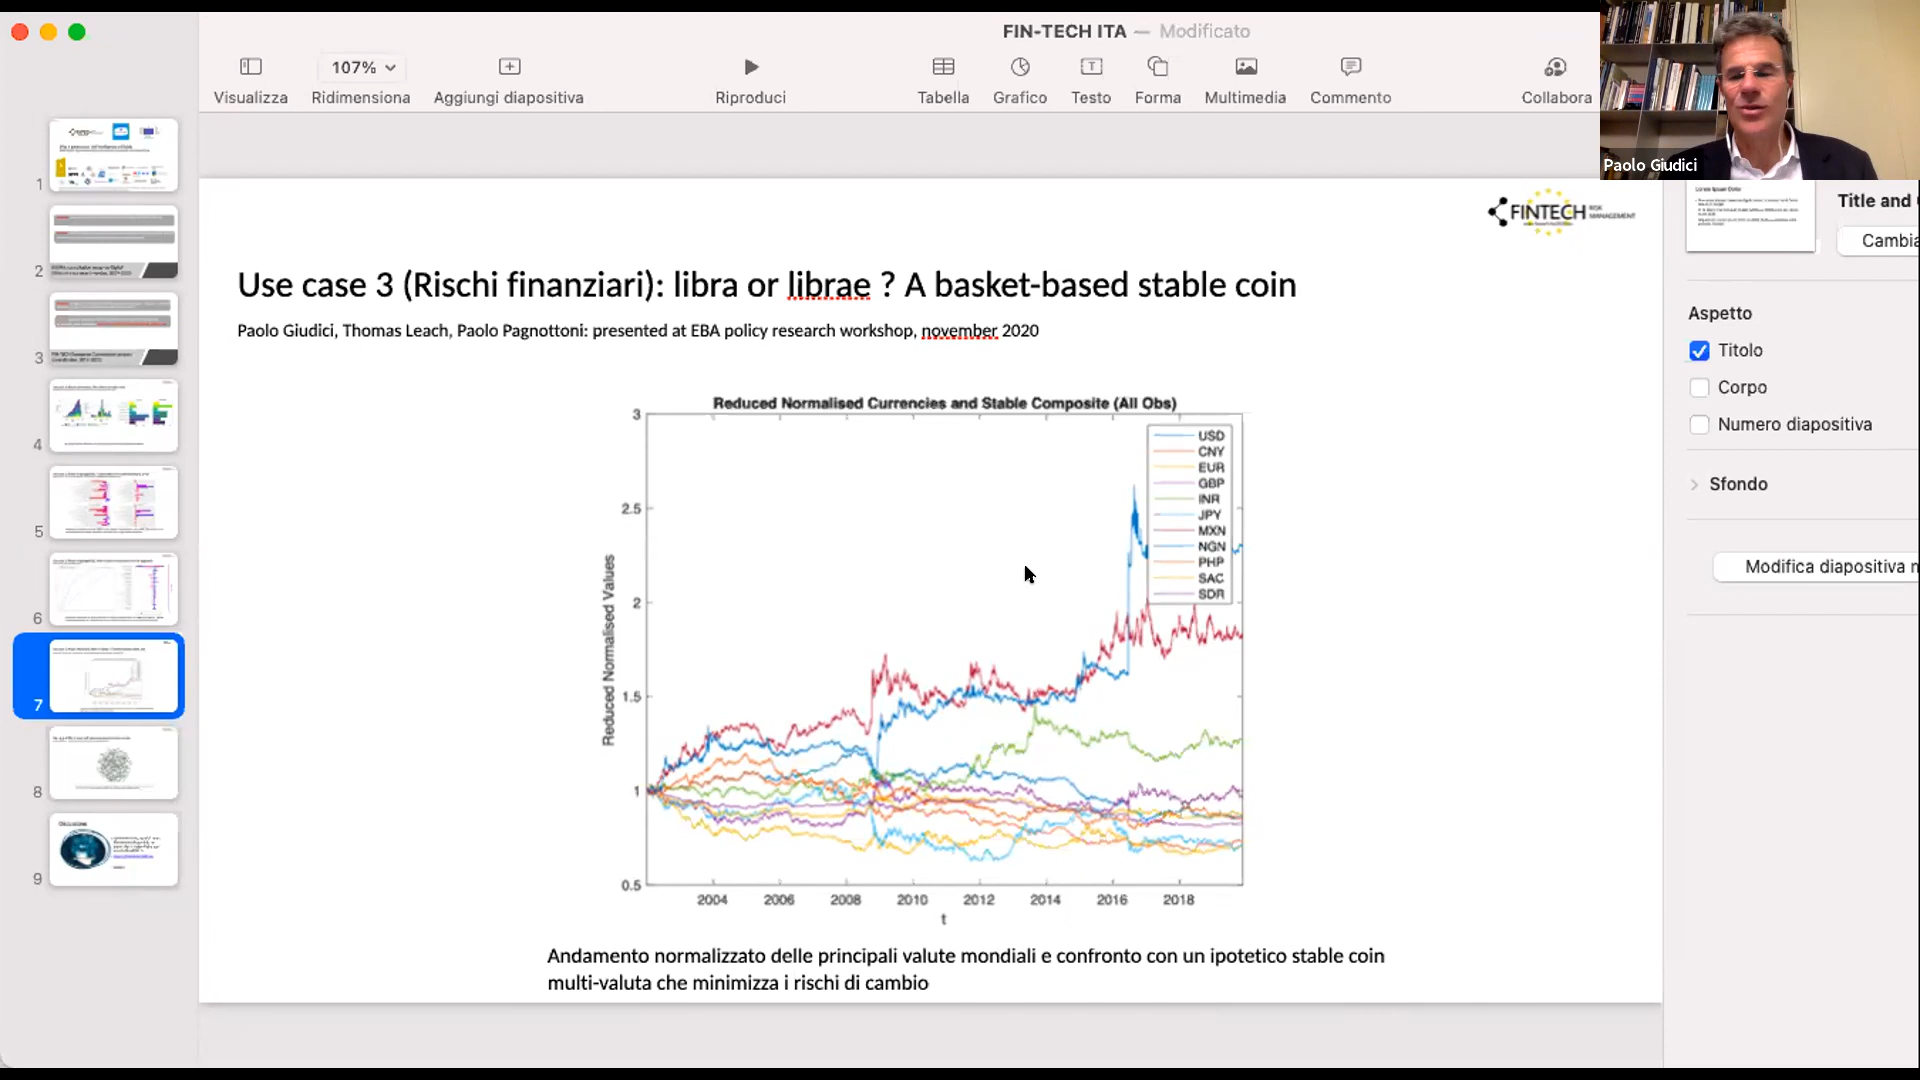 FIN-TECH ITA — Modificato
107%
Visualizza
Ridimensiona
Aggiungi diapositiva
Riproduci
Tabella
Grafico
Testo
Forma
Multimedia
Commento
Collabora
Paolo Giudici
1
2
3
4
5
6
7
8
9
FINTECH RISK MANAGEMENT
Use case 3 (Rischi finanziari): libra or librae ? A basket-based stable coin
Paolo Giudici, Thomas Leach, Paolo Pagnottoni: presented at EBA policy research workshop, november 2020
Reduced Normalised Currencies and Stable Composite (All Obs)
Reduced Normalised Values
3
2.5
2
1.5
1
0.5
USD
CNY
EUR
GBP
INR
JPY
MXN
NGN
PHP
SAC
SDR
2004 2006 2008 2010 2012 2014 2016 2018
t
Andamento normalizzato delle principali valute mondiali e confronto con un ipotetico stable coin
multi-valuta che minimizza i rischi di cambio
Title and
Cambia
Aspetto
Titolo
Corpo
Numero diapositiva
Sfondo
Modifica diapositiva